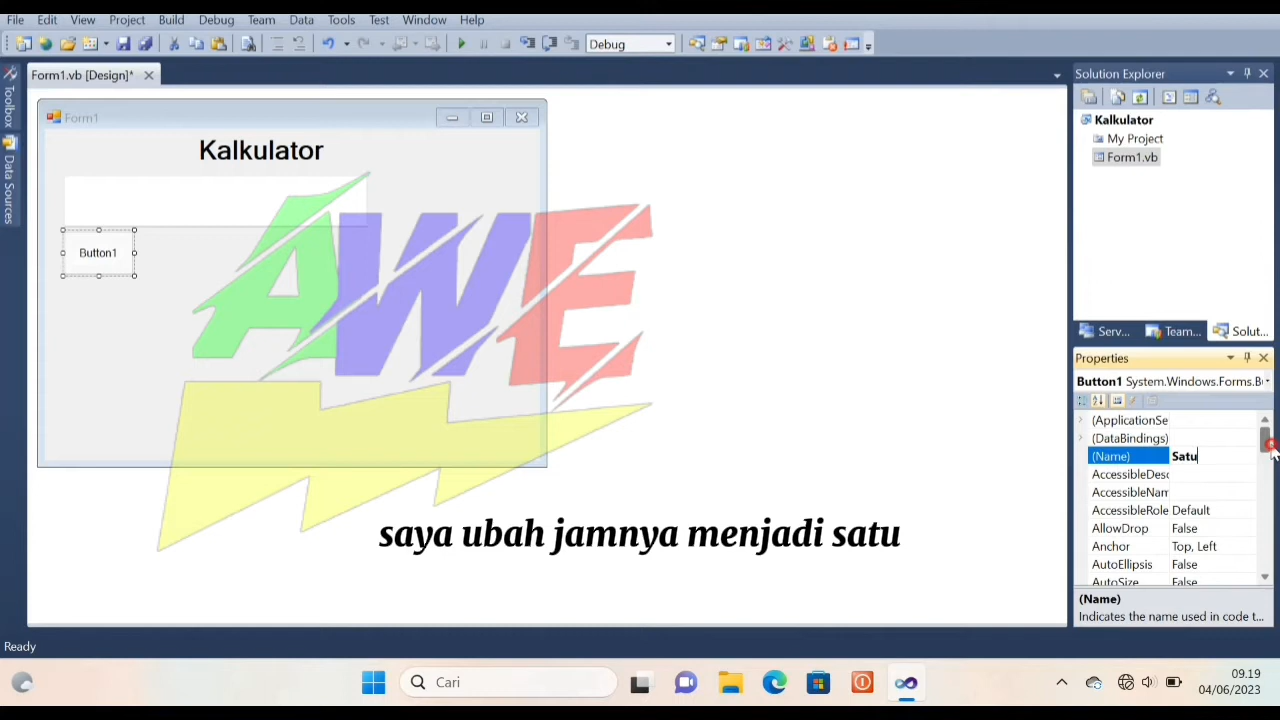 File Edit View Project Build Debug Team Data Tools Test Window Help
Debug
Form1.vb [Design]*
Solution Explorer
Toolbox
Data Sources
Form1
Kalkulator
Button1
AWE
Kalkulator
My Project
Form1.vb
Serv... Team... Solut...
Properties
Button1 System.Windows.Forms.B
(ApplicationSe
(DataBindings)
(Name) Satu
AccessibleDesc
AccessibleNam
AccessibleRole Default
AllowDrop False
Anchor Top, Left
AutoEllipsis False
AutoSize False
(Name)
Indicates the name used in code t...
saya ubah jamnya menjadi satu
Ready
Cari
09.19
04/06/2023